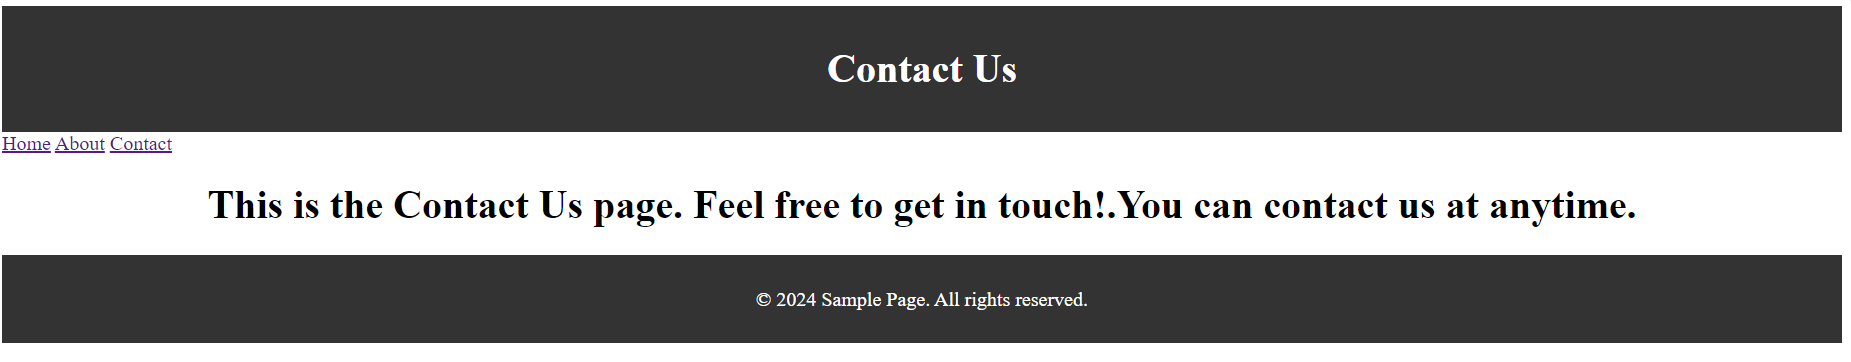 Contact Us
Home About Contact
This is the Contact Us page. Feel free to get in touch!.You can contact us at anytime.
© 2024 Sample Page. All rights reserved.